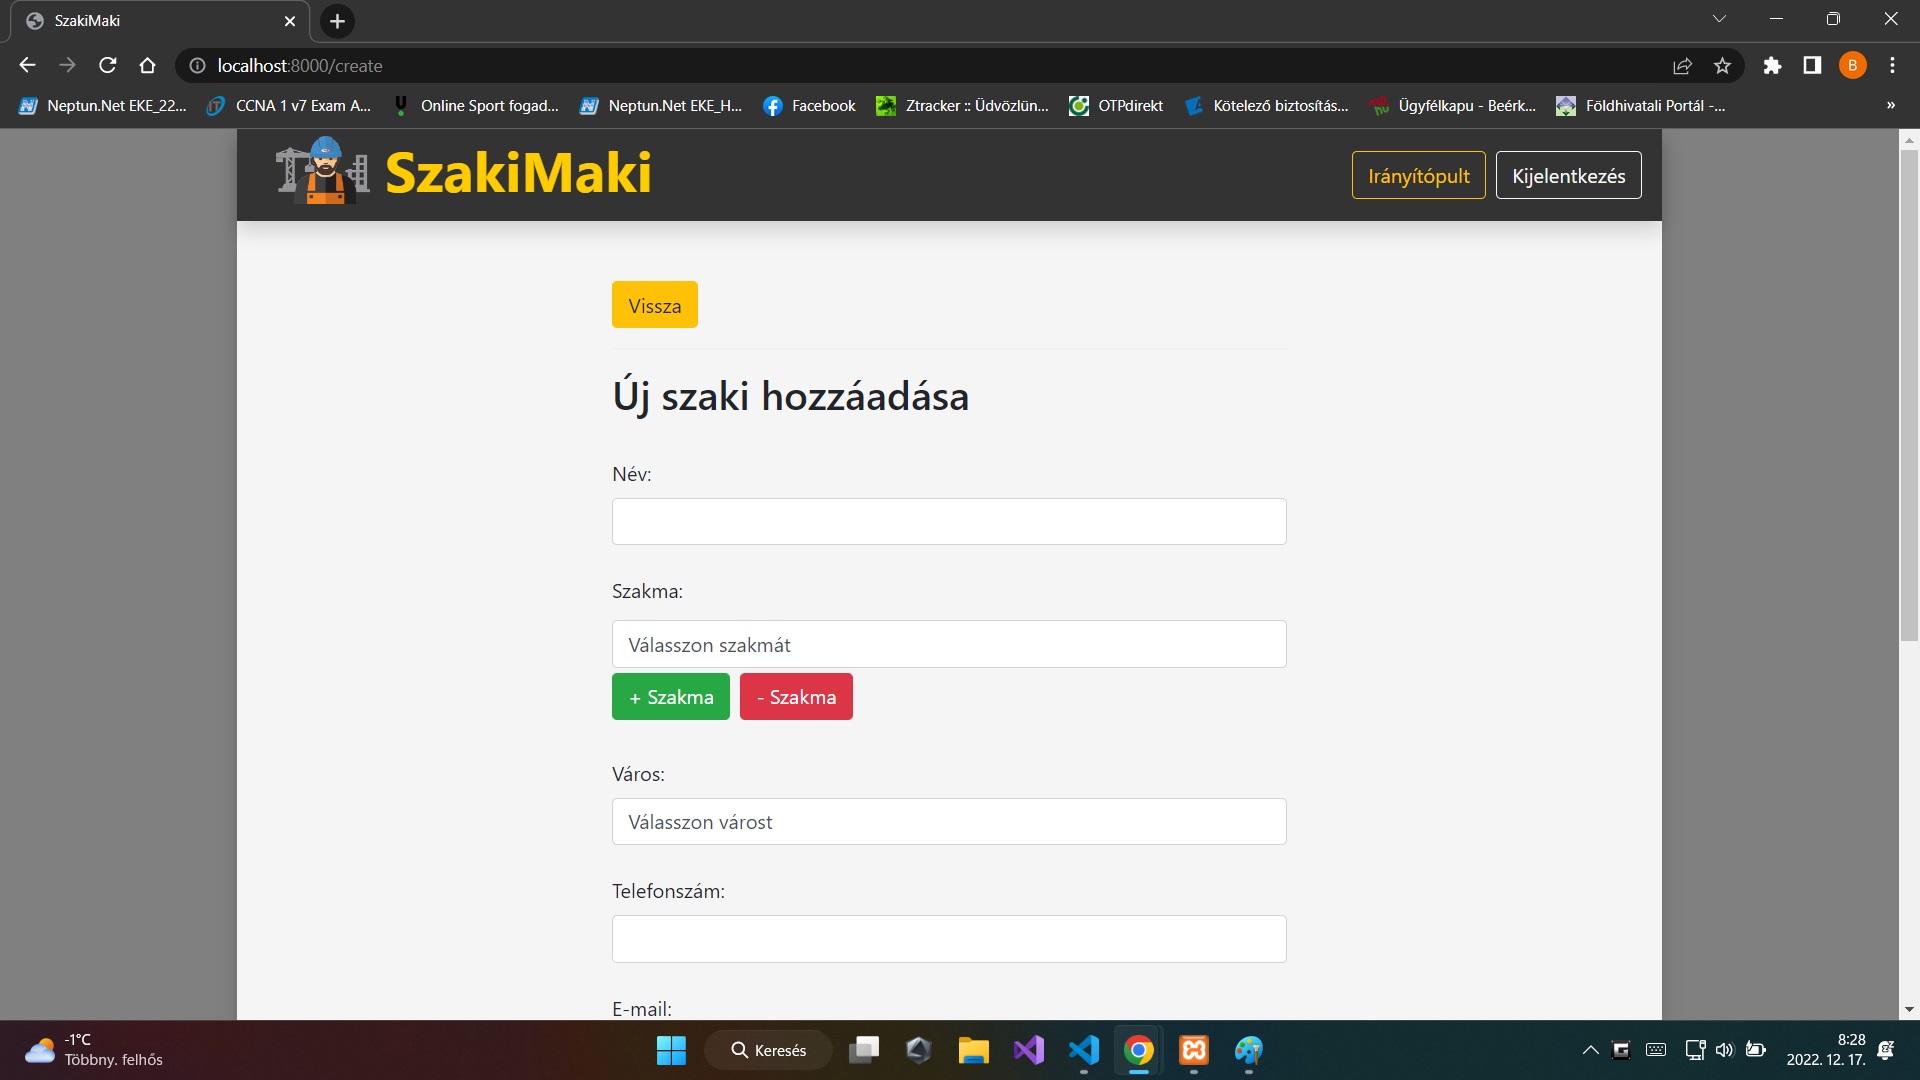 SzakiMaki
localhost:8000/create
B
Neptun.Net EKE_22...
CCNA 1 v7 Exam A...
Online Sport fogad...
Neptun.Net EKE_H...
Facebook
Ztracker :: Üdvözlün...
OTPdirekt
Kötelező biztosítás...
Ügyfélkapu - Beérk...
Földhivatali Portál -...
»
SzakiMaki
Irányítópult
Kijelentkezés
Vissza
Új szaki hozzáadása
Név:
Szakma:
Válasszon szakmát
+ Szakma
- Szakma
Város:
Válasszon várost
Telefonszám:
E-mail:
-1°C
Többny. felhős
Keresés
8:28
2022. 12. 17.